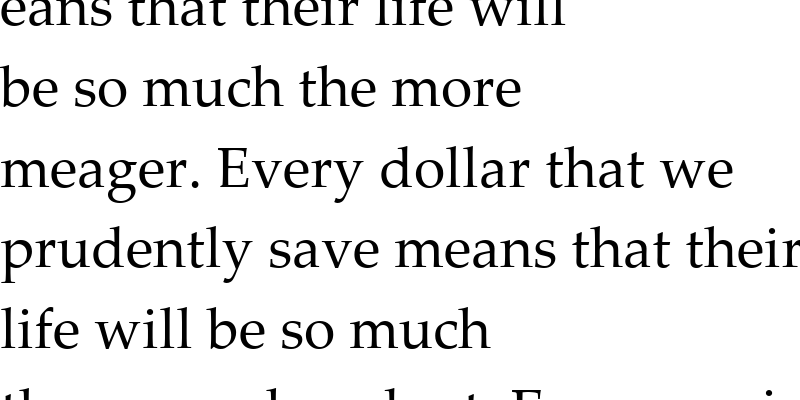 eans that their life will
be so much the more
meager. Every dollar that we
prudently save means that their
life will be so much